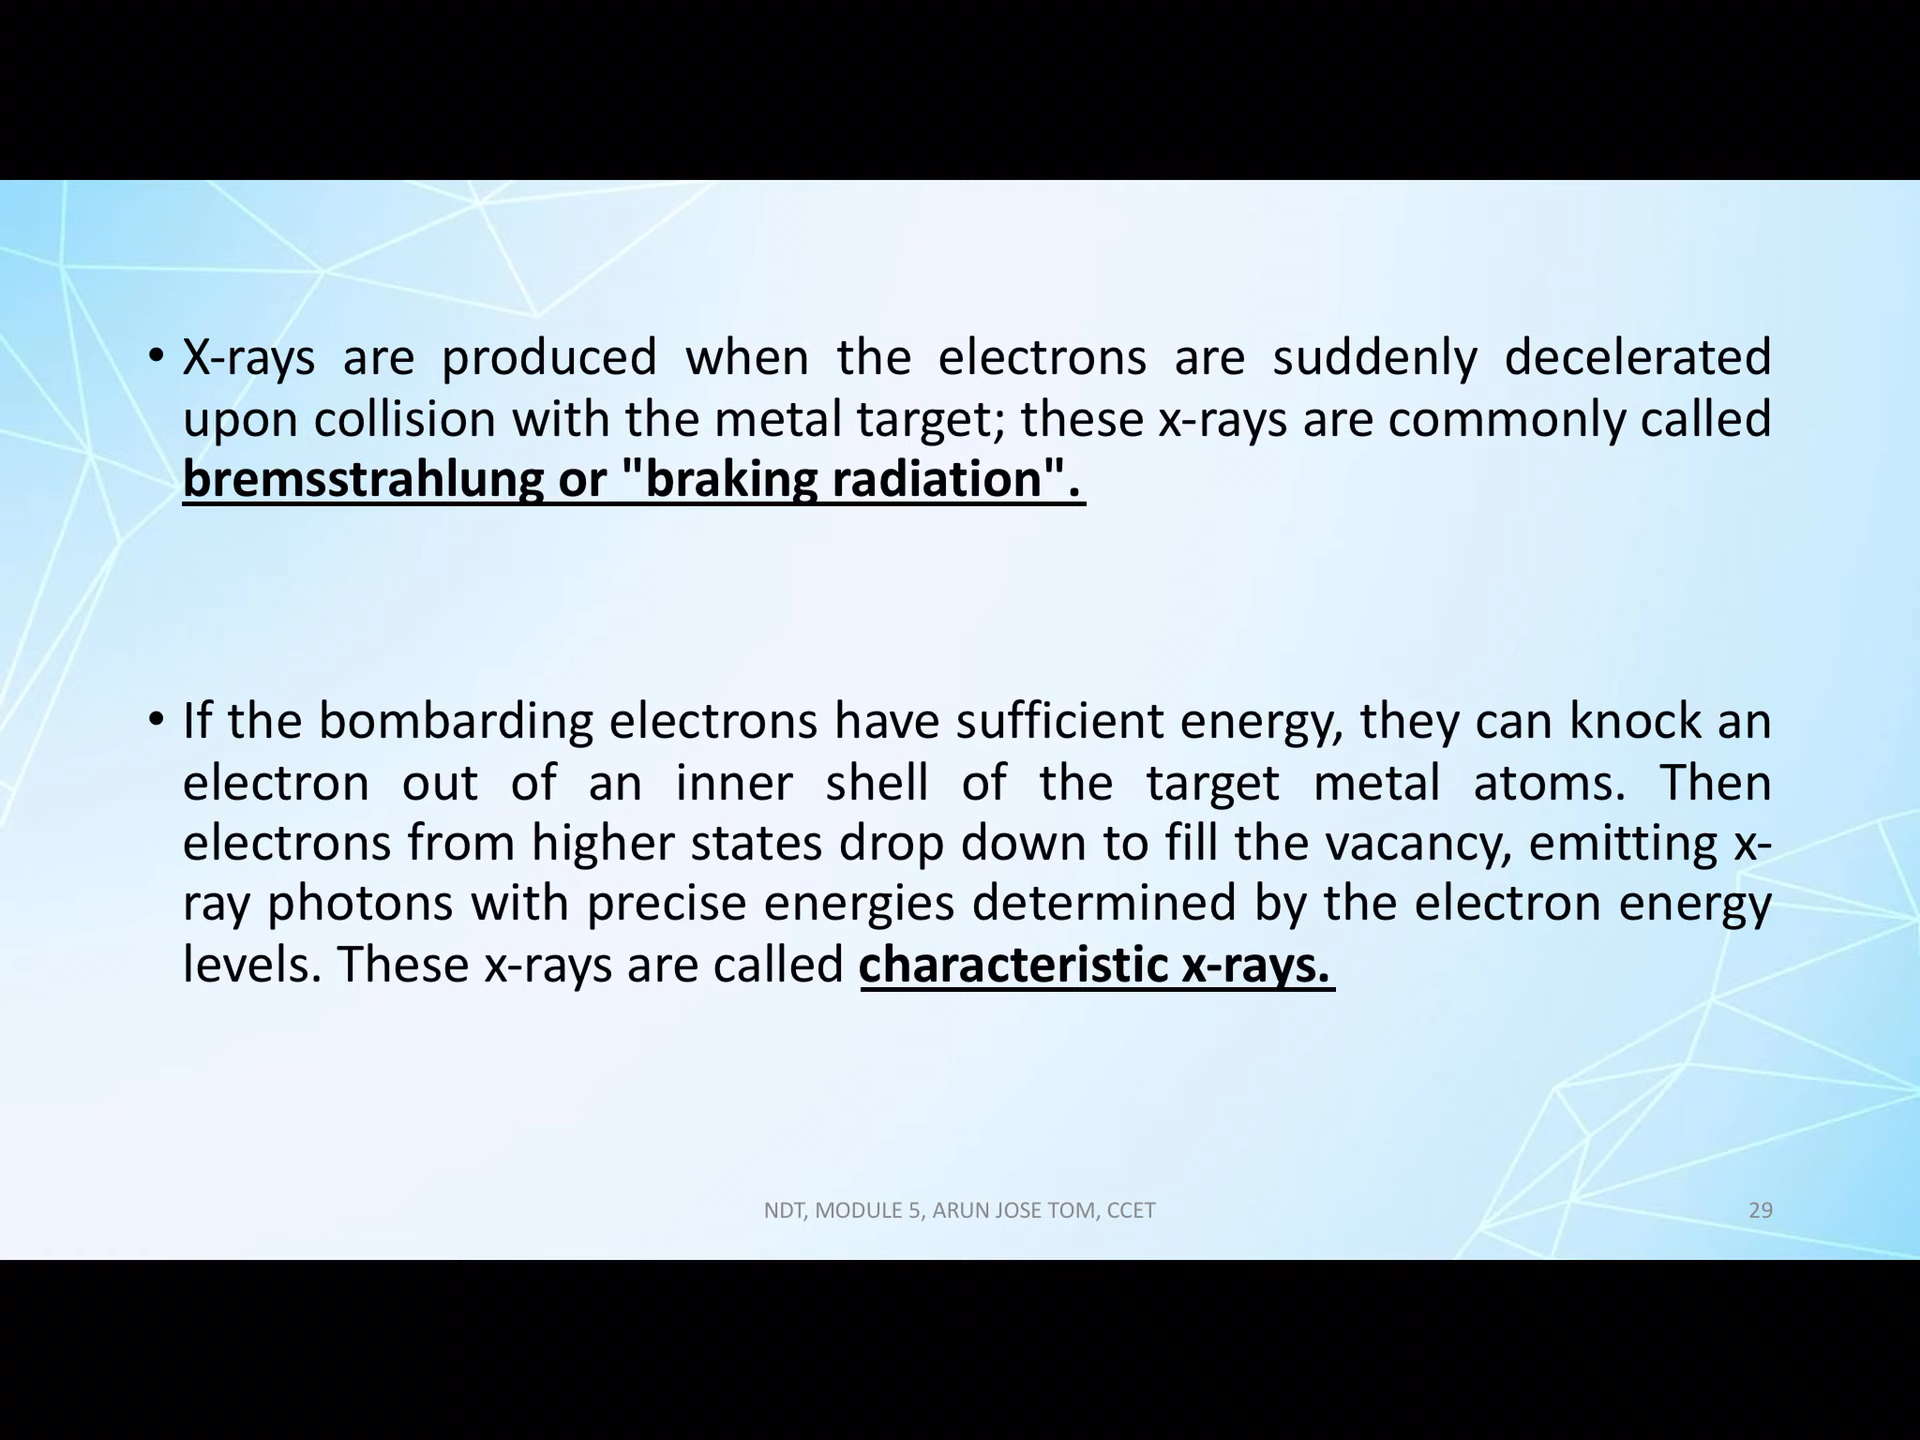 • X-rays are produced when the electrons are suddenly decelerated
upon collision with the metal target; these x-rays are commonly called
bremsstrahlung or "braking radiation".
• If the bombarding electrons have sufficient energy, they can knock an
electron out of an inner shell of the target metal atoms. Then
electrons from higher states drop down to fill the vacancy, emitting x-
ray photons with precise energies determined by the electron energy
levels. These x-rays are called characteristic x-rays.
NDT, MODULE 5, ARUN JOSE TOM, CCET
29